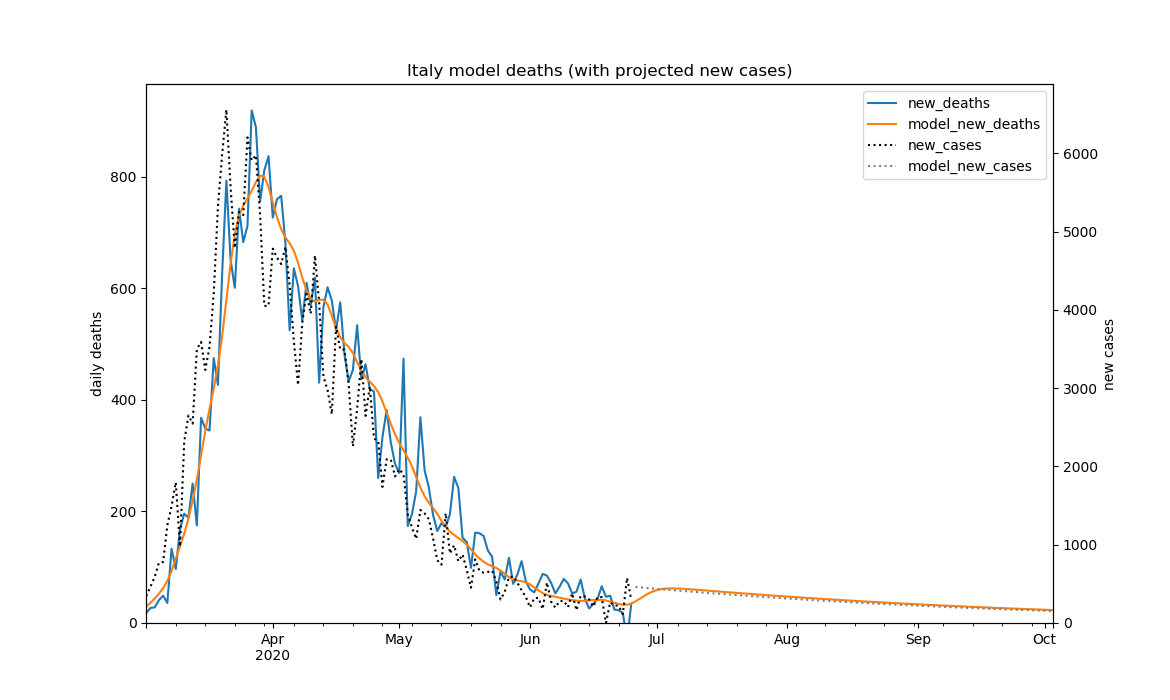 Italy model deaths (with projected new cases)
new_deaths
model_new_deaths
new_cases
model_new_cases
daily deaths
800
600
400
200
0
new cases
6000
5000
4000
3000
2000
1000
0
Apr
2020
May
Jun
Jul
Aug
Sep
Oct